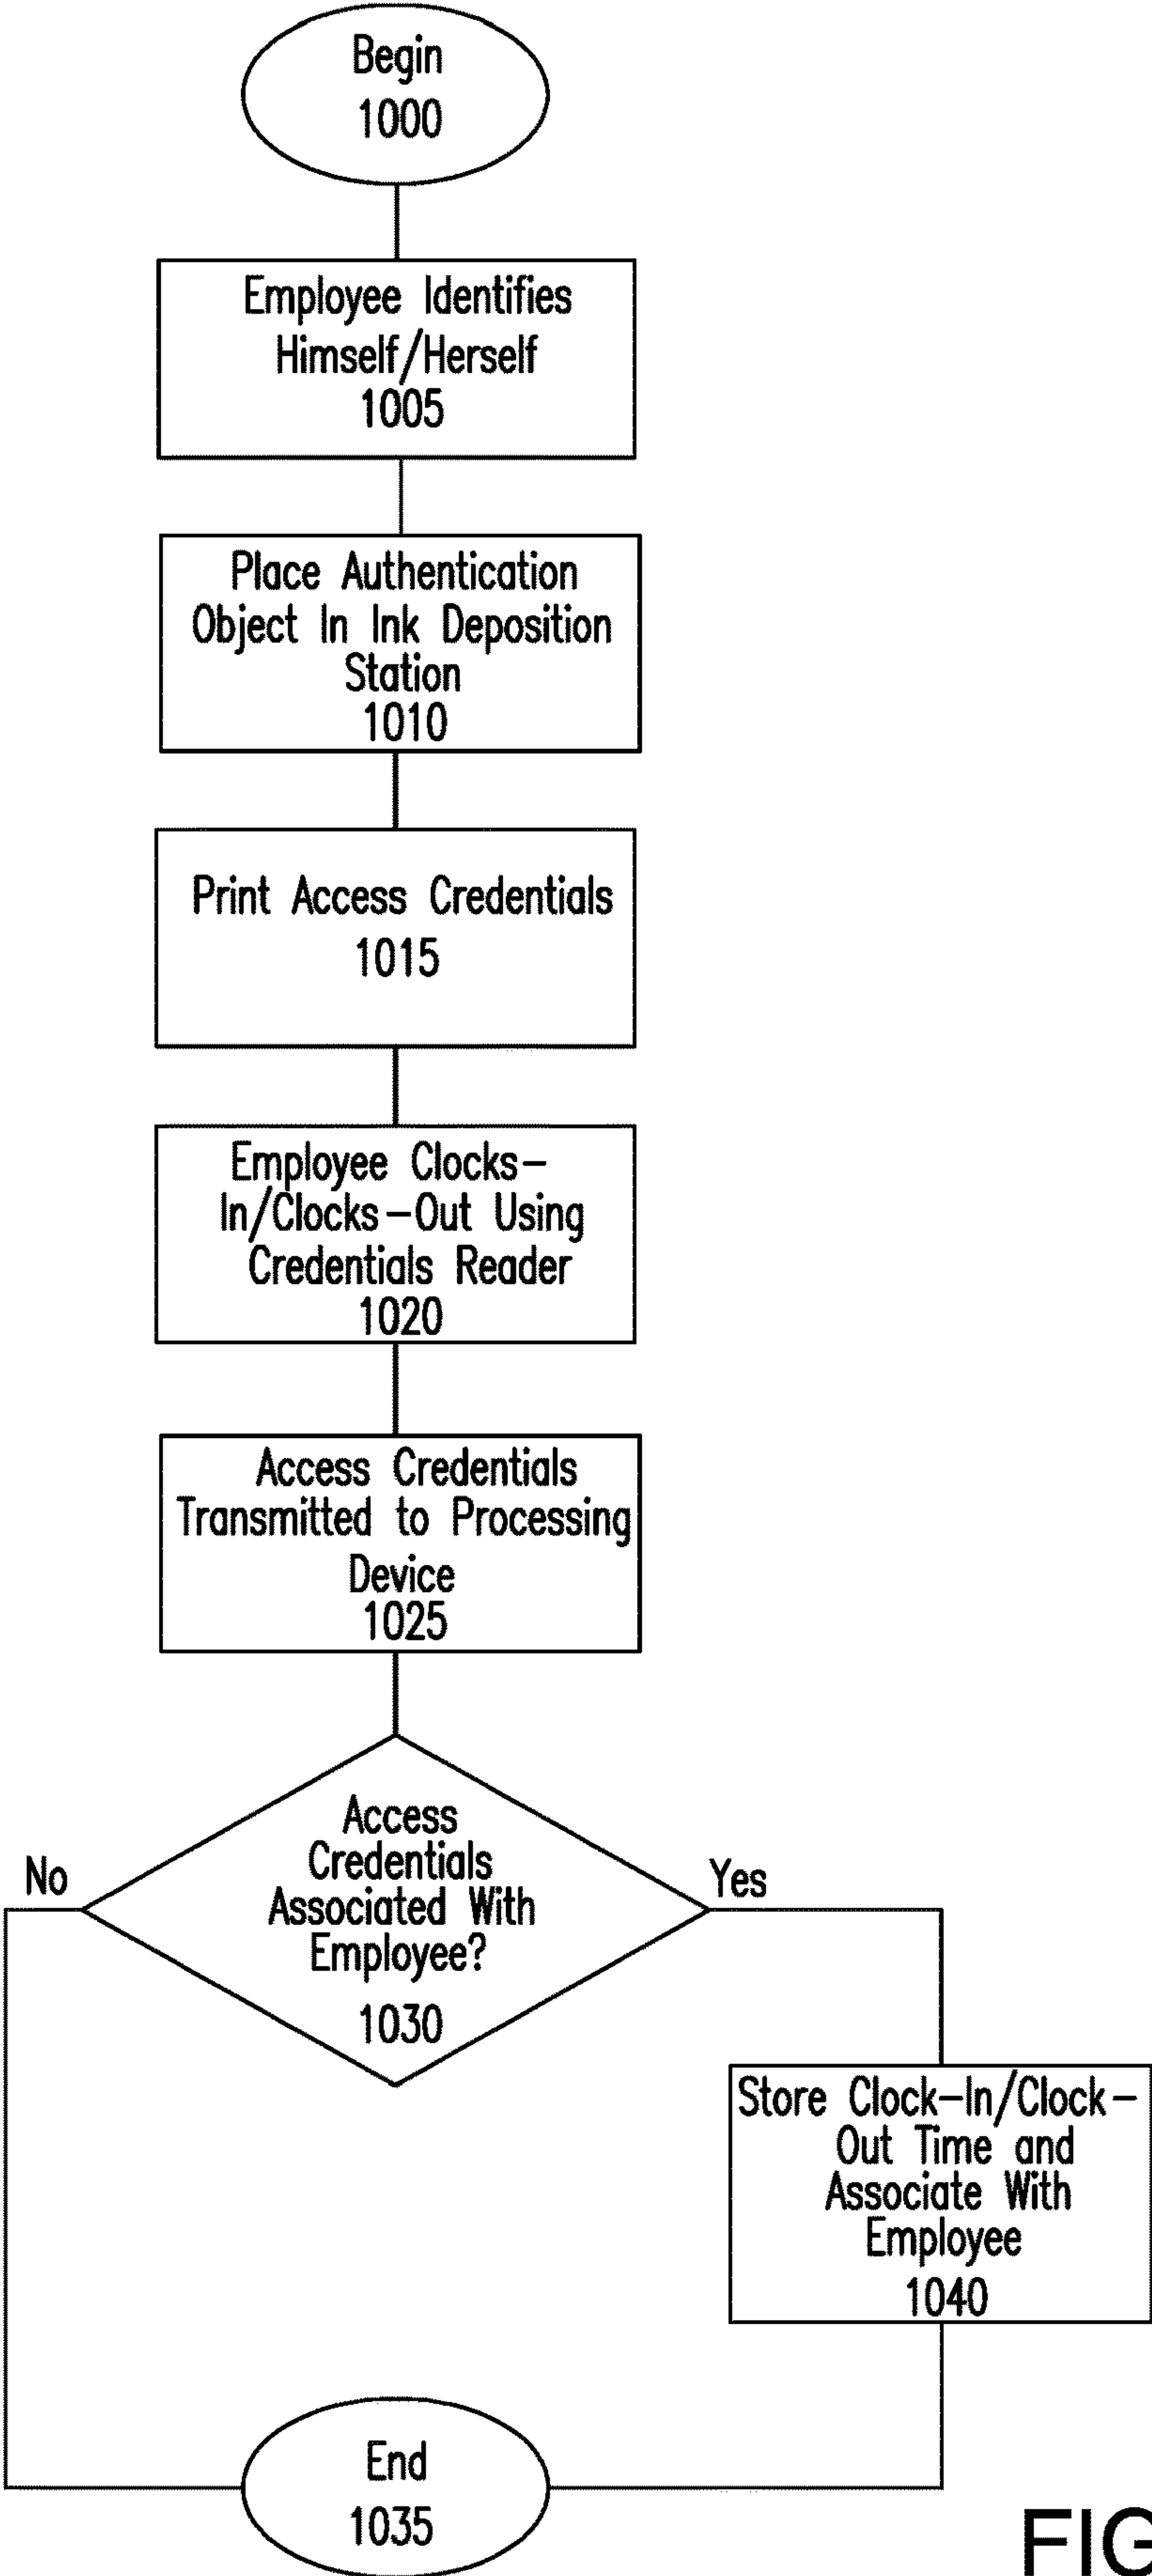 Begin
1000
Employee Identifies
Himself/Herself
1005
Place Authentication
Object In Ink Deposition
Station
1010
Print Access Credentials
1015
Employee Clocks-
In/Clocks-Out Using
Credentials Reader
1020
Access Credentials
Transmitted to Processing
Device
1025
Access
Credentials
Associated With
Employee?
1030
No
Yes
Store Clock-In/Clock-
Out Time and
Associate With
Employee
1040
End
1035
FIG